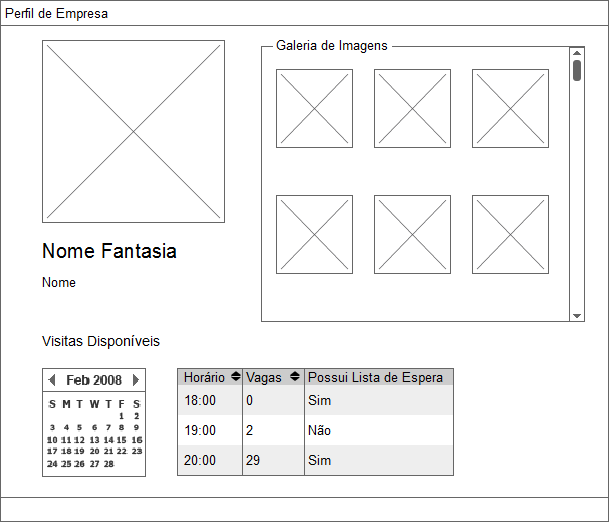 Perfil de Empresa
Galeria de Imagens
Nome Fantasia
Nome
Visitas Disponíveis
Feb 2008
S M T W T F S
1 2
3 4 5 6 7 8 9
10 11 12 13 14 15 16
17 18 19 20 21 22 23
24 25 26 27 28
Horário Vagas Possui Lista de Espera
18:00 0 Sim
19:00 2 Não
20:00 29 Sim